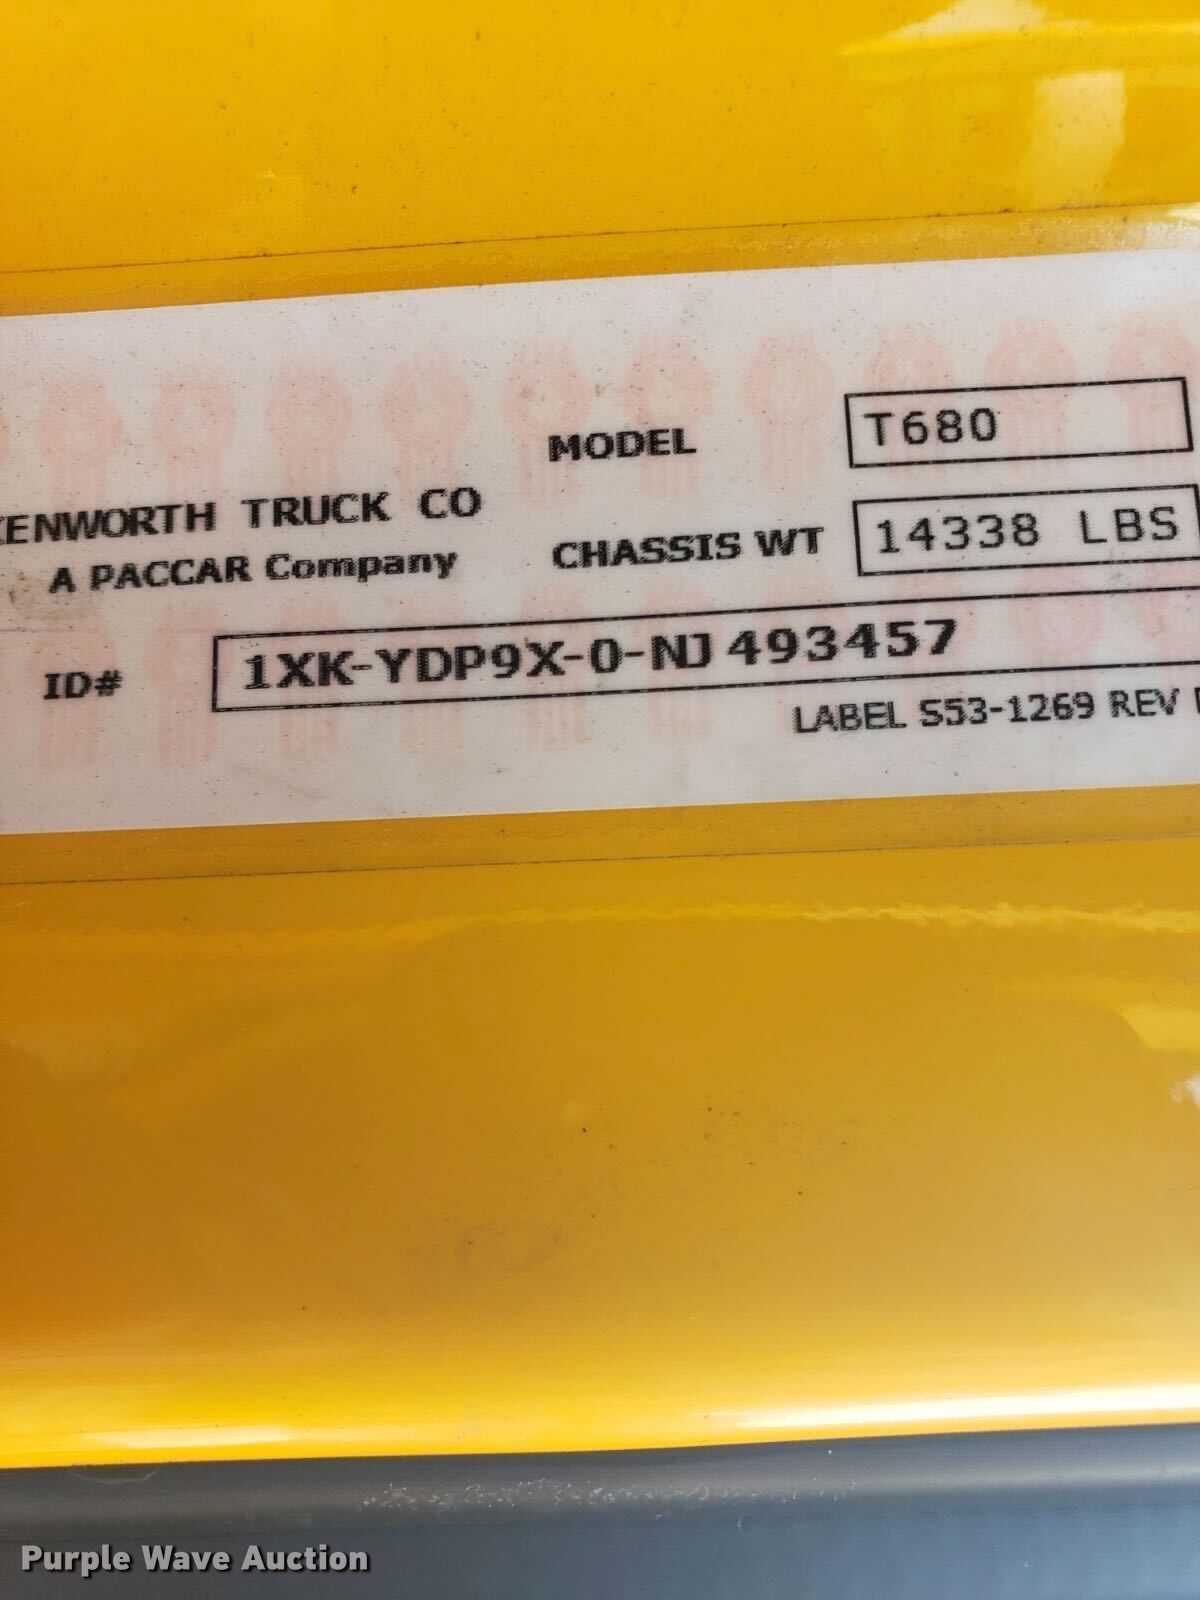 MODEL T680
KENWORTH TRUCK CO
A PACCAR Company
CHASSIS WT 14338 LBS
ID# 1XK-YDP9X-0-NJ493457
LABEL S53-1269 REV
Purple Wave Auction